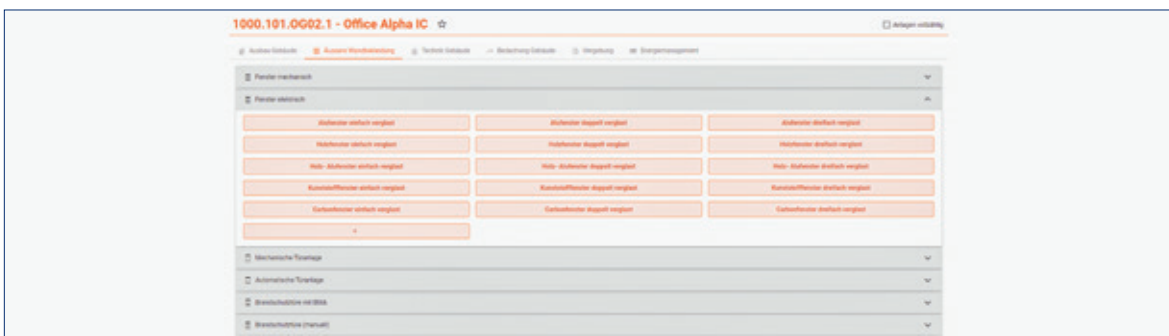 1000.101.OG02.1 - Office Alpha IC
Anlagen vollzählig
Ausbau Gebäude Äussere Wandbekleidung Technik Gebäude Bedachung Gebäude Umgebung Energiemanagement
Fenster mechanisch
Fenster elektrisch
Alufenster einfach verglast Alufenster doppelt verglast Alufenster dreifach verglast
Holzfenster einfach verglast Holzfenster doppelt verglast Holzfenster dreifach verglast
Holz- Alufenster einfach verglast Holz- Alufenster doppelt verglast Holz- Alufenster dreifach verglast
Kunststofffenster einfach verglast Kunststofffenster doppelt verglast Kunststofffenster dreifach verglast
Carbonfenster einfach verglast Carbonfenster doppelt verglast Carbonfenster dreifach verglast
+
Mechanische Türanlage
Automatische Türanlage
Brandschutztüre mit BMA
Brandschutztüre (manuell)